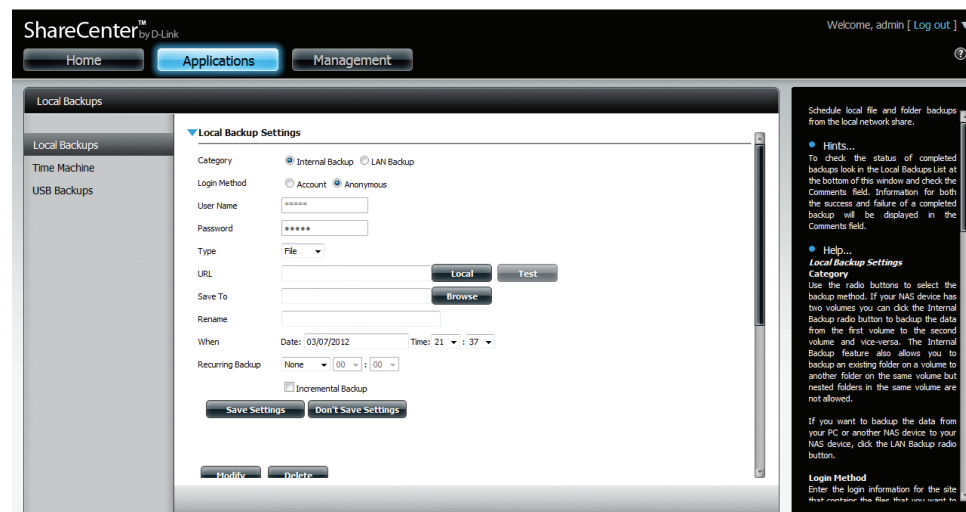 ShareCenter™ by D-Link
Welcome, admin [ Log out ] ▼
Home
Applications
Management
?
Local Backups
Local Backups
Time Machine
USB Backups
Local Backup Settings
Category Internal Backup LAN Backup
Login Method Account Anonymous
User Name *****
Password •••••
Type File
URL Local Test
Save To Browse
Rename
When Date: 03/07/2012 Time: 21 : 37
Recurring Backup None 00 : 00
Incremental Backup
Save Settings Don't Save Settings
Modify Delete
Schedule local file and folder backups
from the local network share.
Hints...
To check the status of completed
backups look in the Local Backups List at
the bottom of this window and check the
Comments field. Information for both
the success and failure of a completed
backup will be displayed in the
Comments field.
Help...
Local Backup Settings
Category
Use the radio buttons to select the
backup method. If your NAS device has
two volumes you can click the Internal
Backup radio button to backup the data
from the first volume to the second
volume and vice-versa. The Internal
Backup feature also allows you to
backup an existing folder on a volume to
another folder on the same volume but
nested folders in the same volume are
not allowed.
If you want to backup the data from
your PC or another NAS device to your
NAS device, click the LAN Backup radio
button.
Login Method
Enter the login information for the site
that contains the files that you want to